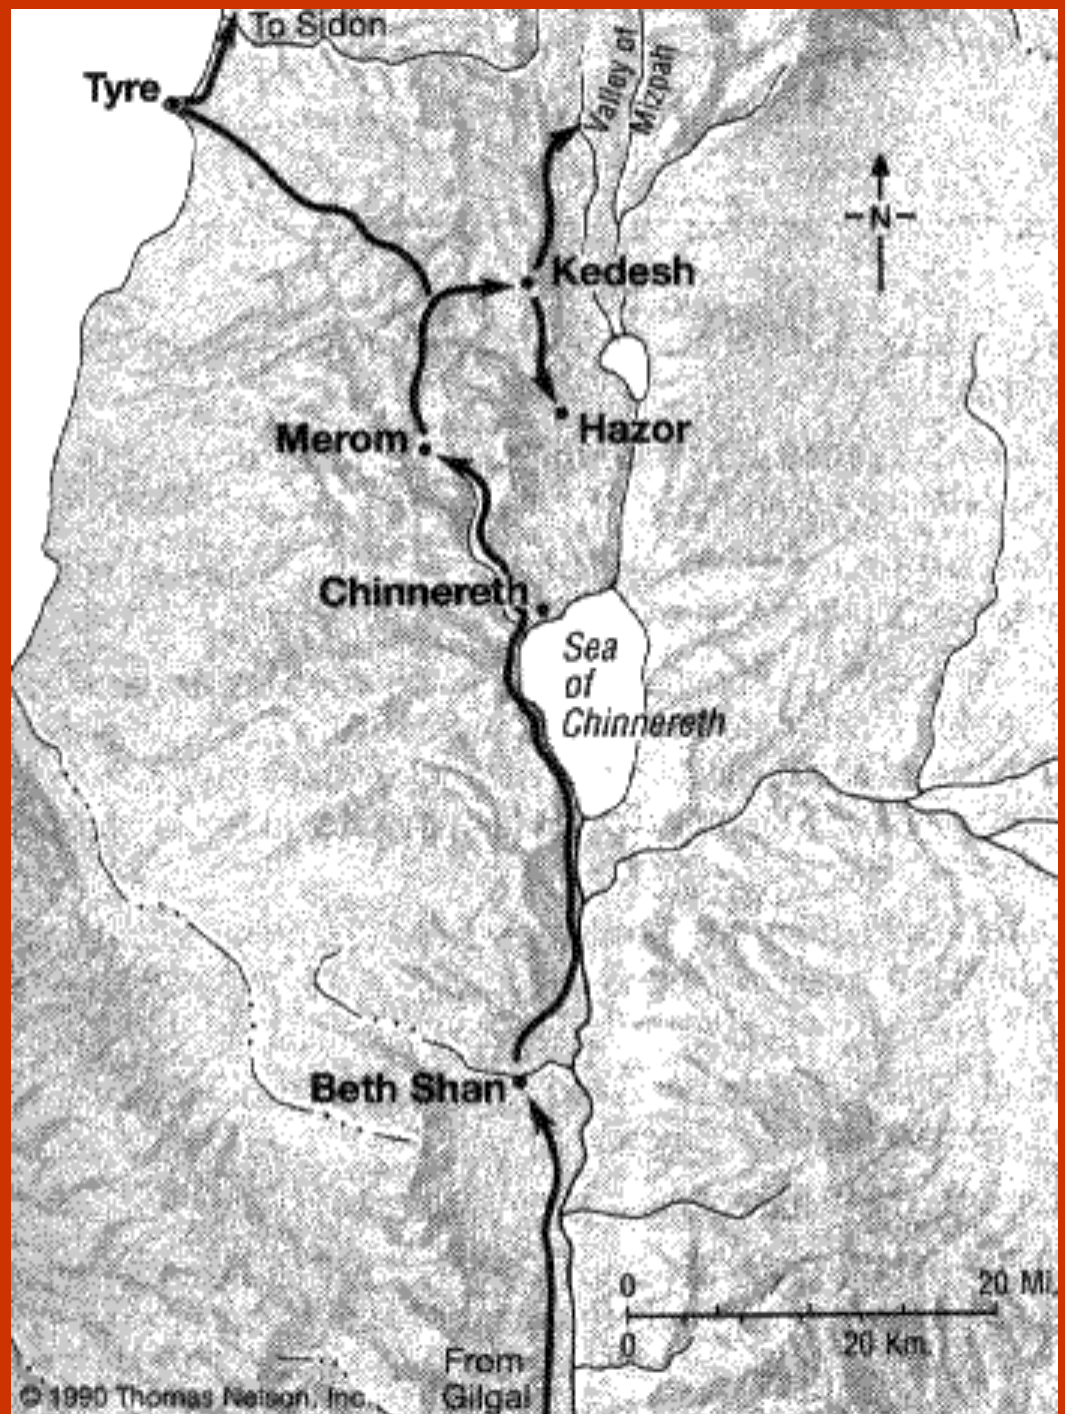 To Sidon
Tyre
Valley of
Mizpah
-N-
Kedesh
Merom
Hazor
Chinnereth
Sea
of
Chinnereth
Beth Shan
0
20 Mi.
0
20 Km.
From
Gilgal
© 1990 Thomas Nelson, Inc.